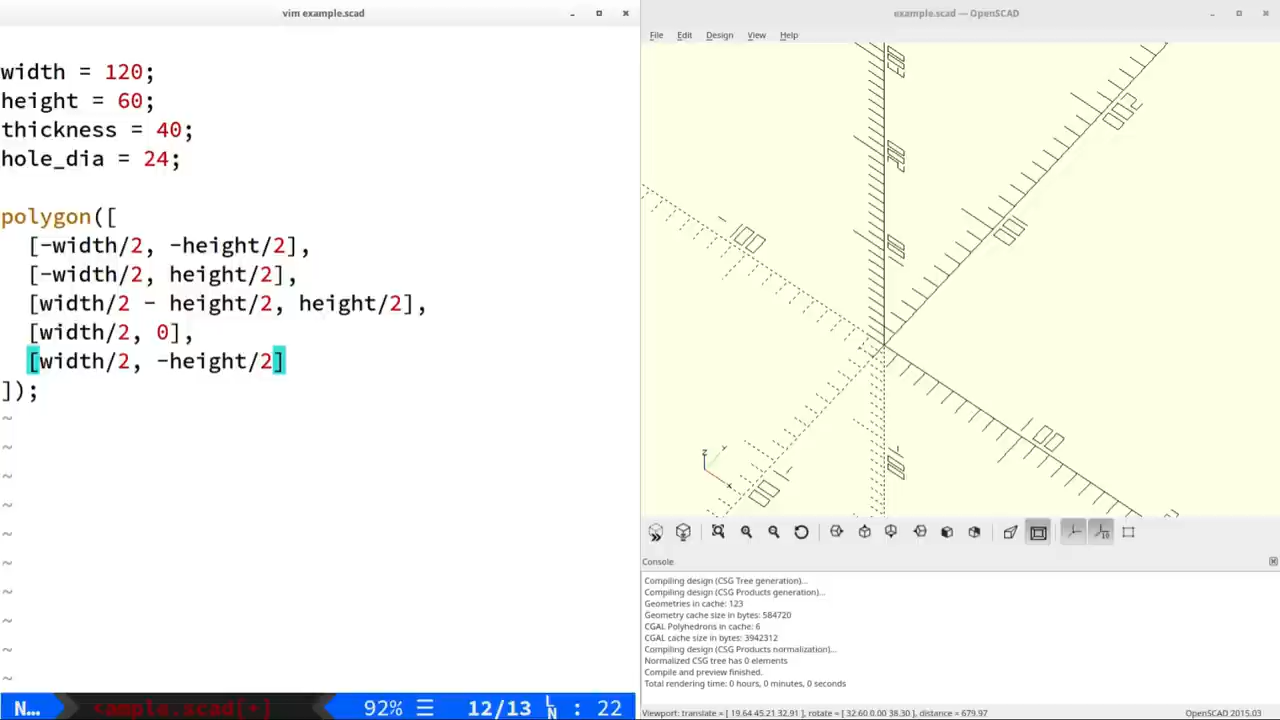 vim example.scad
width = 120;
height = 60;
thickness = 40;
hole_dia = 24;
polygon([
[-width/2, -height/2],
[-width/2, height/2],
[width/2 - height/2, height/2],
[width/2, 0],
[width/2, -height/2]
]);
~
~
~
~
~
~
~
~
~
~
N...
ample.scad[+]
92% ☰ 12/13 : 22
example.scad — OpenSCAD
File Edit Design View Help
100
100
100
z
y
x
Console
Compiling design (CSG Tree generation)...
Compiling design (CSG Products generation)...
Geometries in cache: 123
Geometry cache size in bytes: 584720
CGAL Polyhedrons in cache: 6
CGAL cache size in bytes: 3942312
Compiling design (CSG Products normalization)...
Normalized CSG tree has 0 elements
Compile and preview finished.
Total rendering time: 0 hours, 0 minutes, 0 seconds
Viewport: translate = [ 19.64 45.21 32.91 ], rotate = [ 32.60 0.00 38.30 ], distance = 679.97
OpenSCAD 2015.03